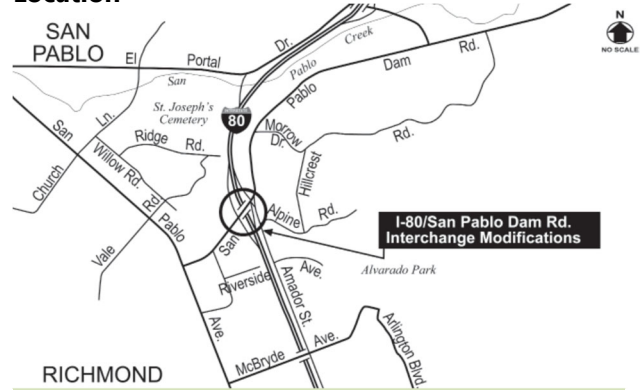 Location
SAN
PABLO
N
NO SCALE
El Portal Dr.
San Pablo Creek
San Pablo Dam Rd.
St. Joseph's
Cemetery
80
Morrow
Dr.
Hillcrest Rd.
Church Ln.
Willow Rd.
Ridge Rd.
San Pablo Ave.
Vale Rd.
Alpine Rd.
I-80/San Pablo Dam Rd.
Interchange Modifications
Alvarado Park
Riverside Ave.
Amador St.
McBryde Ave.
Arlington Blvd.
RICHMOND